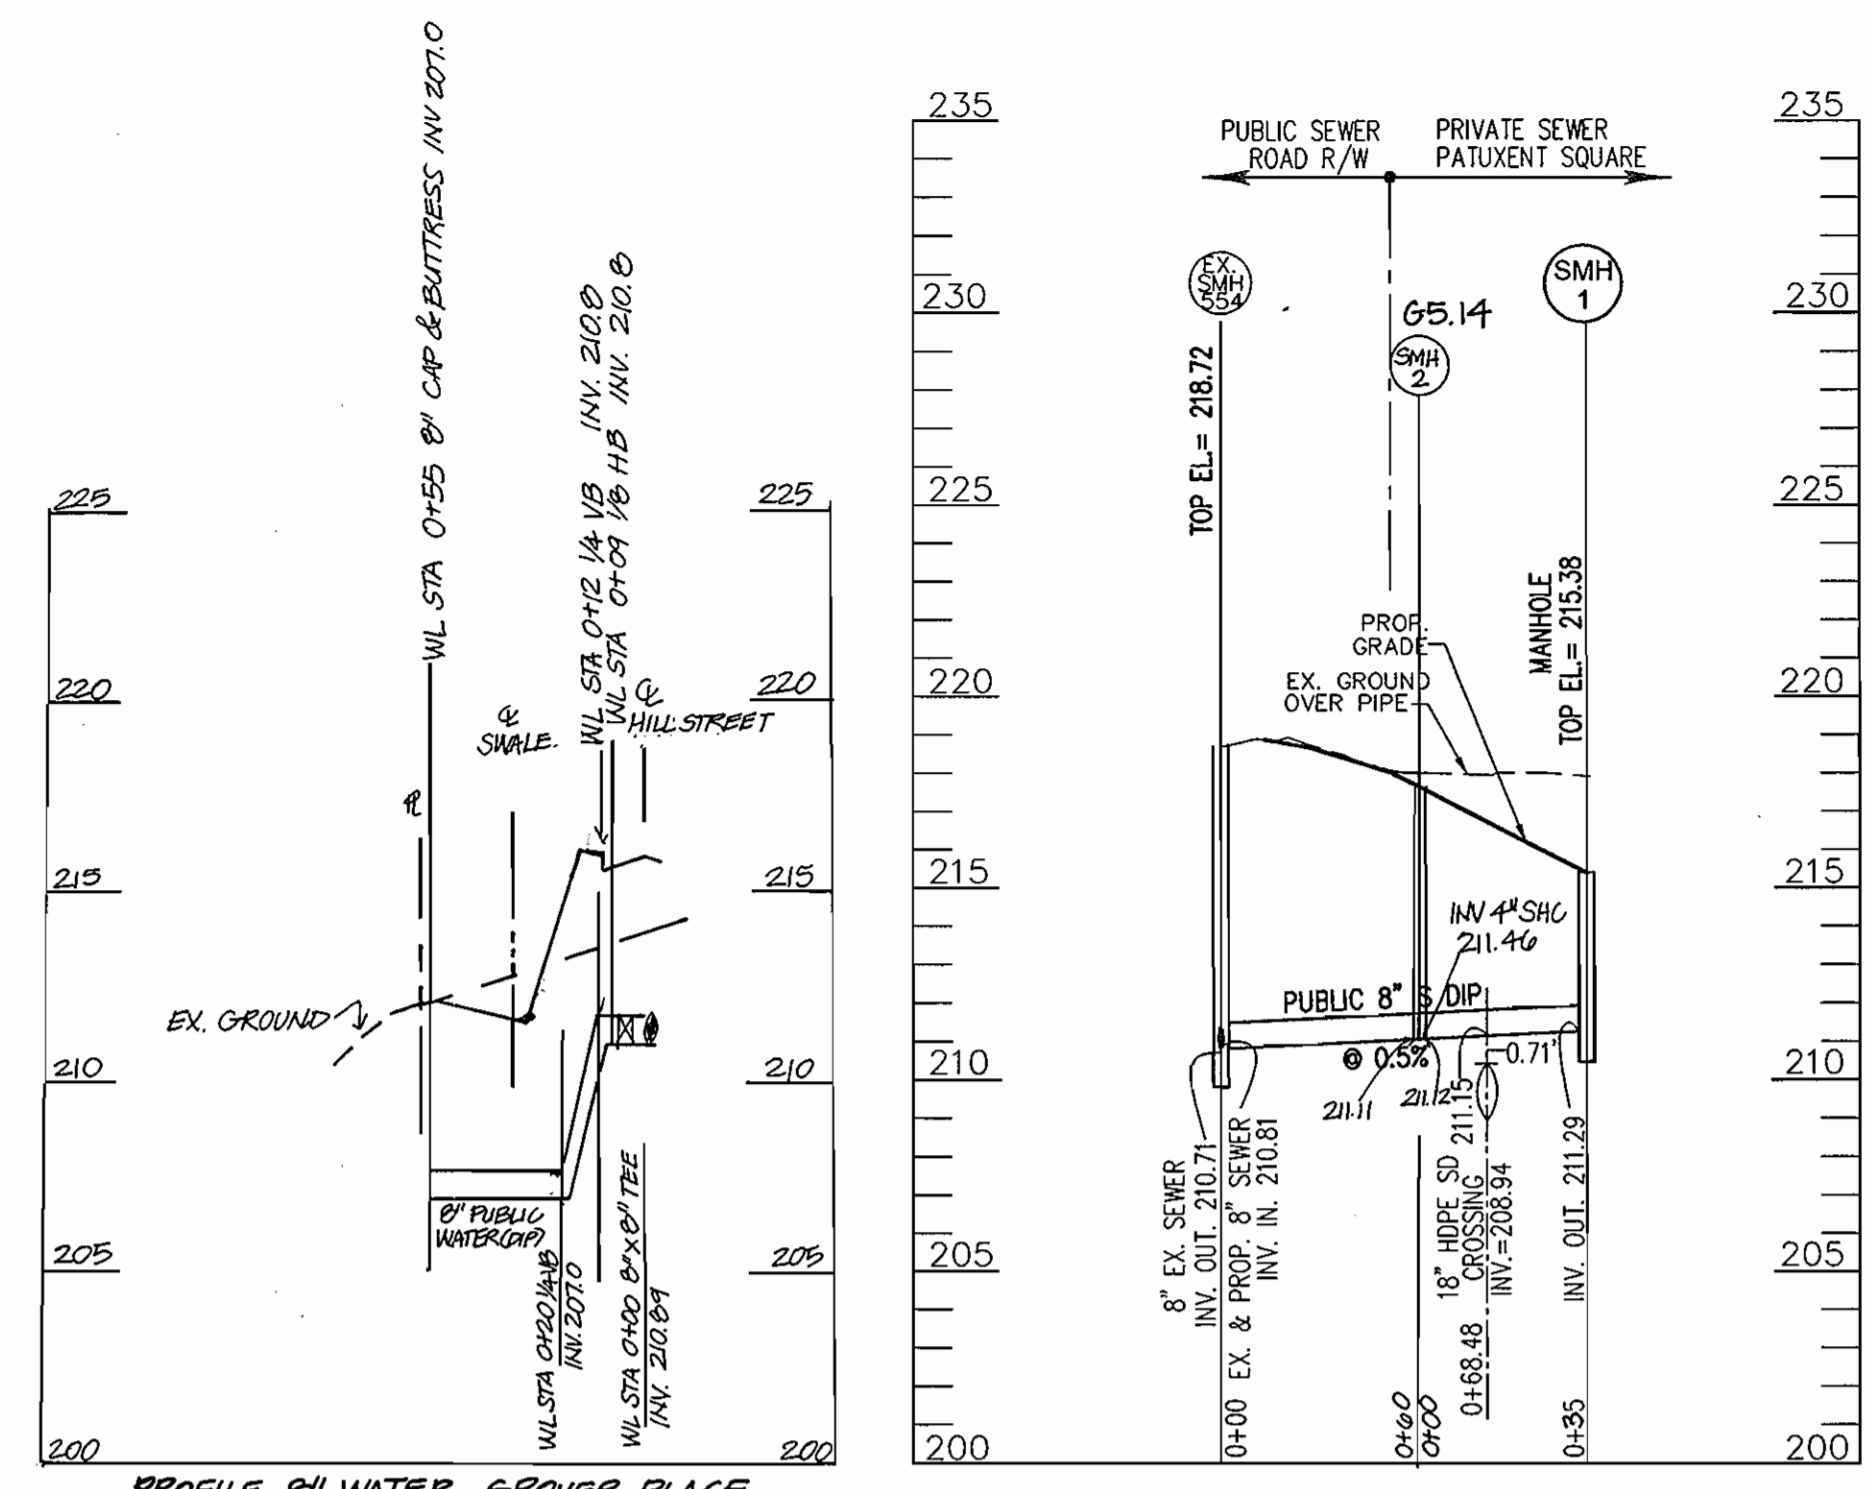 WL STA 0+55 8" CAP & BUTTRESS INV 207.0
WL STA 0+12 1/4 VB INV. 210.8
WL STA 0+09 1/8 HB INV. 210.8
225
225
220
220
℄
SWALE.
℄
HILL STREET
215
215
EX. GROUND
210
210
8" PUBLIC
WATER (DIP)
205
205
WL STA 0+20 1/4 VB
INV. 207.0
WL STA 0+00 8"x8" TEE
INV. 210.89
200
200
PROFILE 8" WATER GROVER PLACE
235
235
PUBLIC SEWER
ROAD R/W
PRIVATE SEWER
PATUXENT SQUARE
EX.
SMH
554
SMH
1
230
230
G5.14
SMH
2
TOP EL.= 218.72
225
225
MANHOLE
TOP EL.= 215.38
PROP.
GRADE
EX. GROUND
OVER PIPE
220
220
215
215
INV 4" SHC
211.46
PUBLIC 8" S DIP
@ 0.5%
0.71'
210
210
211.11
211.12
211.15
8" EX. SEWER
INV. OUT. 210.71
0+00 EX. & PROP. 8" SEWER
INV. IN. 210.81
18" HDPE SD
CROSSING
INV.=208.94
INV. OUT. 211.29
205
205
0+60
0+00
0+68.48
0+35
200
200